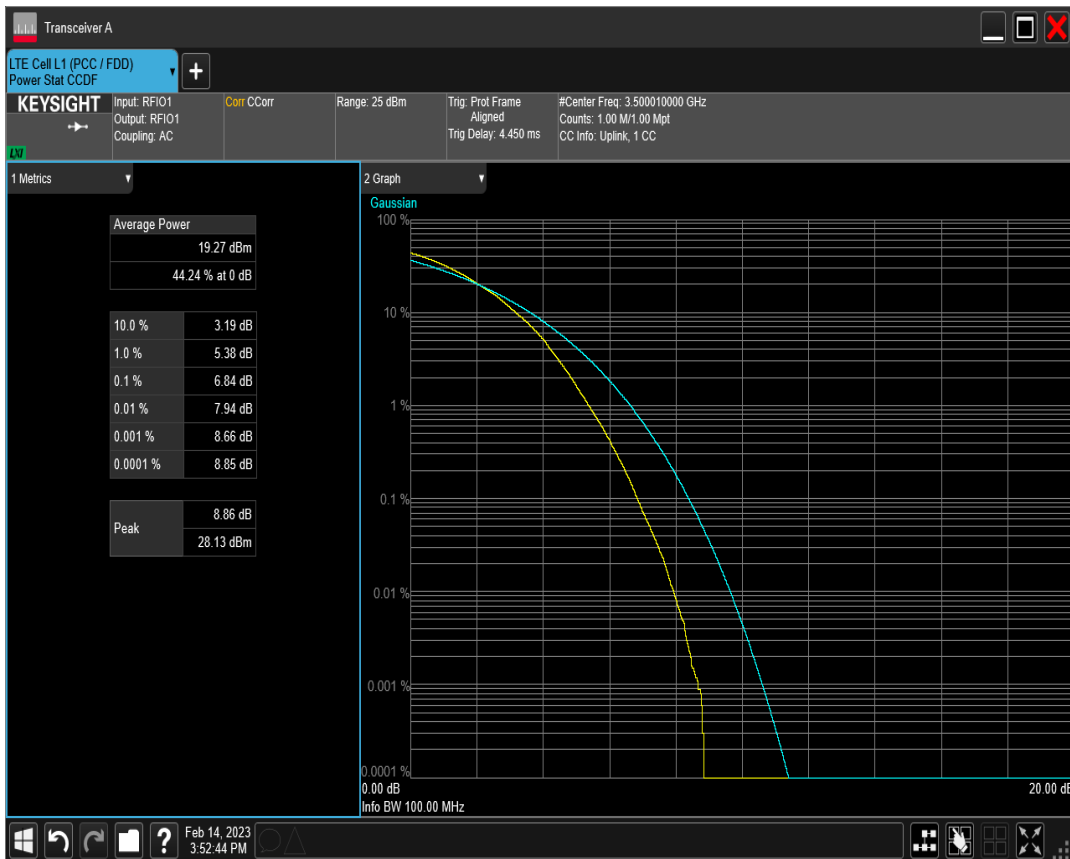 Transceiver A
LTE Cell L1 (PCC / FDD)
Power Stat CCDF
KEYSIGHT
LXI
Input: RFIO1
Output: RFIO1
Coupling: AC
Corr CCorr
Range: 25 dBm
Trig: Prot Frame
Aligned
Trig Delay: 4.450 ms
#Center Freq: 3.500010000 GHz
Counts: 1.00 M/1.00 Mpt
CC Info: Uplink, 1 CC
1 Metrics
Average Power
19.27 dBm
44.24 % at 0 dB
10.0 % 3.19 dB
1.0 % 5.38 dB
0.1 % 6.84 dB
0.01 % 7.94 dB
0.001 % 8.66 dB
0.0001 % 8.85 dB
Peak
8.86 dB
28.13 dBm
2 Graph
Gaussian
100 %
10 %
1 %
0.1 %
0.01 %
0.001 %
0.0001 %
0.00 dB 20.00 dB
Info BW 100.00 MHz
?
Feb 14, 2023
3:52:44 PM